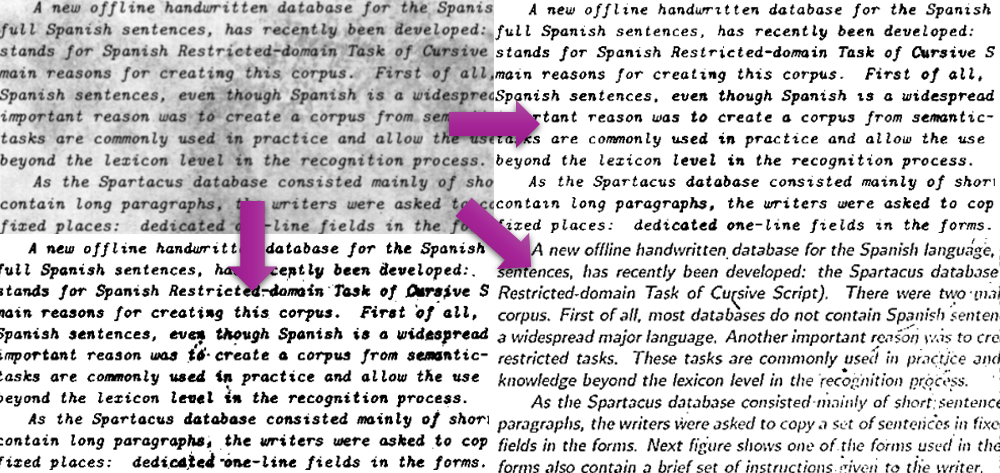 A new offline handwritten database for the Spanis
full Spanish sentences, has recently been developed:
stands for Spanish Restricted-domain Task of Cursive
main reasons for creating this corpus. First of all,
Spanish sentences, even though Spanish is a widespread
important reason was to create a corpus from sem
tasks are commonly used in practice and allow the use
beyond the lexicon level in the recognition process.
As the Spartacus database consisted mainly of sho
contain long paragraphs, the writers were asked to co
fixed places: dedicated one-line fields in the fo
A new offline handwritten database for the Spanish
full Spanish sentences, has recently been developed:
stands for Spanish Restricted-domain Task of Cursive S
main reasons for creating this corpus. First of all,
Spanish sentences, even though Spanish is a widespread
rtant reason was to create a corpus from semantic-
tasks are commonly used in practice and allow the use
beyond the lexicon level in the recognition process.
As the Spartacus database consisted mainly of short
contain long paragraphs, the writers were asked to cop
fixed places: dedicated one-line fields in the forms.
A new offline handwritt database for the Spanish
full Spanish sentences, ha cently been developed:
stands for Spanish Restricted-domain Task of Cursive S
main reasons for creating this corpus. First of all,
Spanish sentences, even though Spanish is a widespread
important reason was to create a corpus from semantic-
tasks are commonly used in practice and allow the use
beyond the lexicon level in the recognition process.
As the Spartacus database consisted mainly of short
contain long paragraphs, the writers were asked to cop
fixed places: dedicated one-line fields in the forms.
A new offline handwritten database for the Spanish language,
sentences, has recently been developed: the Spartacus database
Restricted-domain Task of Cursive Script). There were two mai
corpus. First of all, most databases do not contain Spanish senten
a widespread major language. Another important reason was to cre
restricted tasks. These tasks are commonly used in practice and
knowledge beyond the lexicon level in the recognition process.
As the Spartacus database consisted mainly of short sentence
paragraphs, the writers were asked to copy a set of sentences in fixe
fields in the forms. Next figure shows one of the forms used in the
forms also contain a brief set of instructions given to the writer.